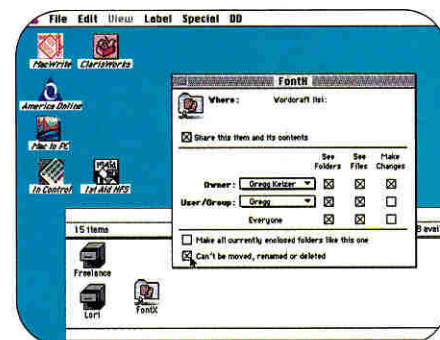 File Edit View Label Special DD
MacWrite
ClarisWorks
America Online
Mac to PC
In Control
1st Aid HFS
FontX
Where:
Wordcraft IIsi:
Share this item and its contents
See Folders
See Files
Make Changes
Owner: Gregg Keizer
User/Group: Gregg
Everyone
Make all currently enclosed folders like this one
Can't be moved, renamed or deleted
15 items
Freelance
Lori
FontX